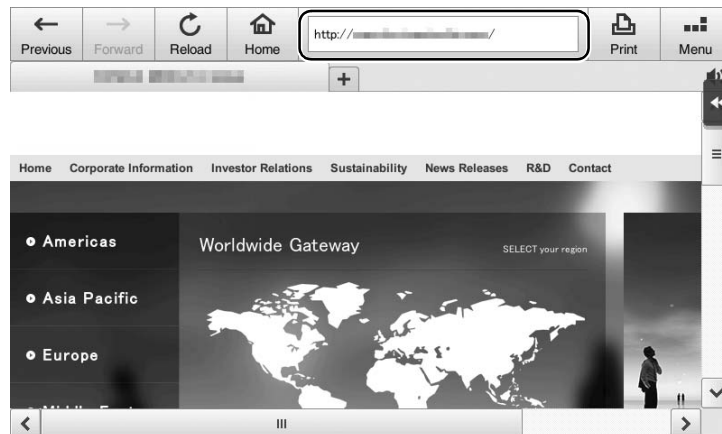 Previous Forward Reload Home http:// / Print Menu
+
Home Corporate Information Investor Relations Sustainability News Releases R&D Contact
Americas
Worldwide Gateway
SELECT your region
Asia Pacific
Europe